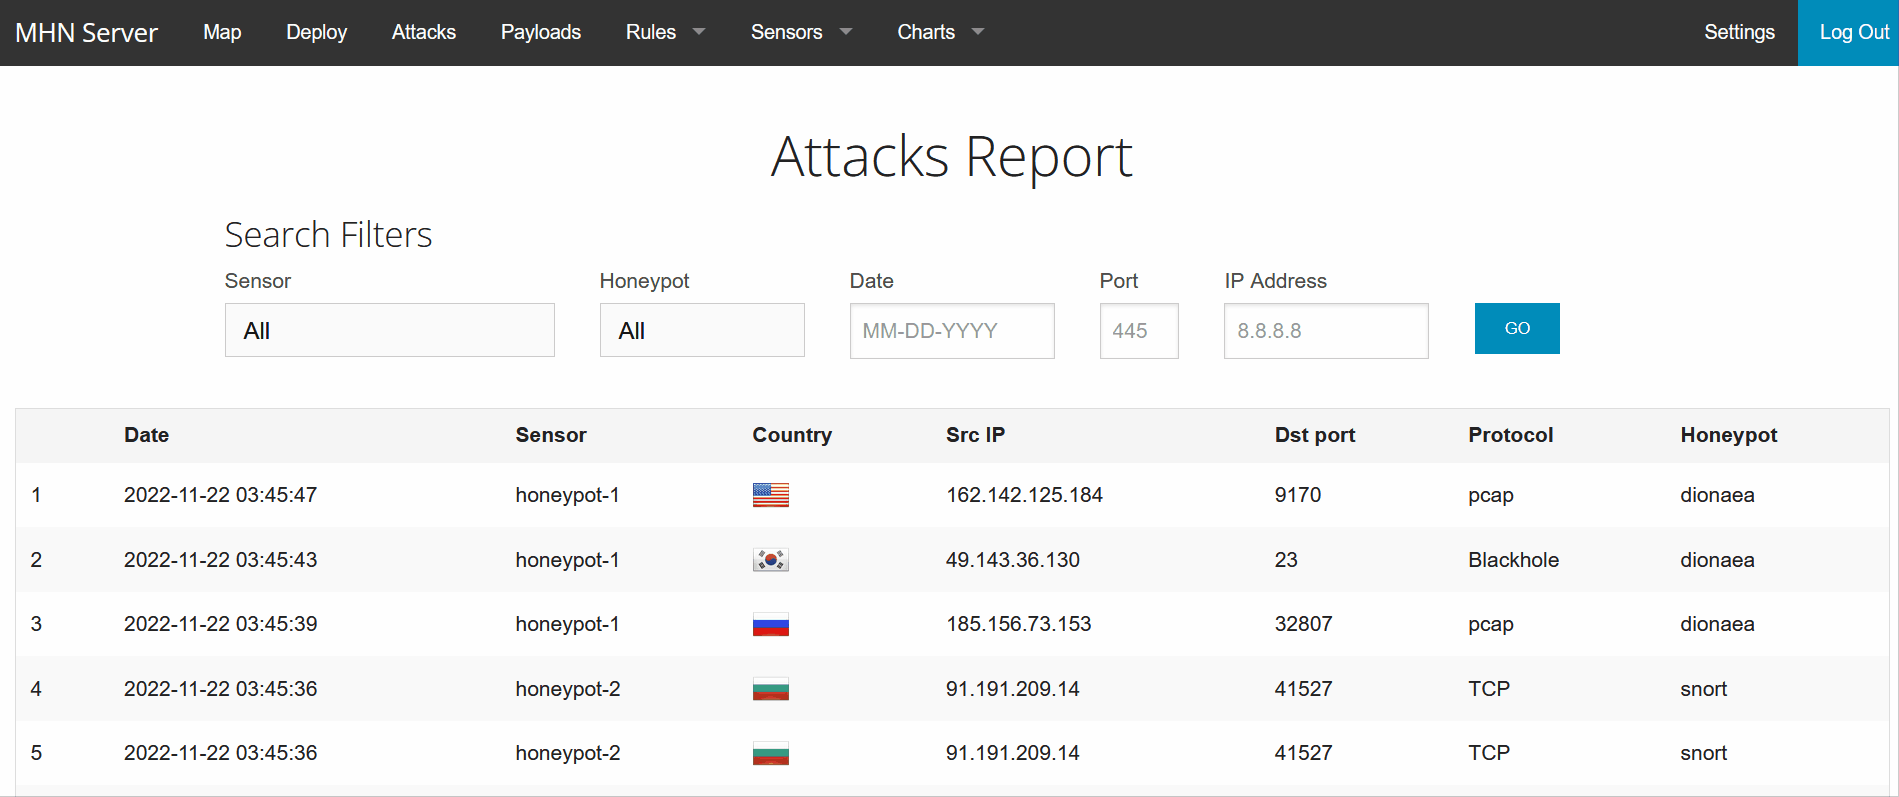 MHN Server Map Deploy Attacks Payloads Rules Sensors Charts Settings Log Out
Attacks Report
Search Filters
Sensor Honeypot Date Port IP Address
All All MM-DD-YYYY 445 8.8.8.8 GO
Date Sensor Country Src IP Dst port Protocol Honeypot
1 2022-11-22 03:45:47 honeypot-1 162.142.125.184 9170 pcap dionaea
2 2022-11-22 03:45:43 honeypot-1 49.143.36.130 23 Blackhole dionaea
3 2022-11-22 03:45:39 honeypot-1 185.156.73.153 32807 pcap dionaea
4 2022-11-22 03:45:36 honeypot-2 91.191.209.14 41527 TCP snort
5 2022-11-22 03:45:36 honeypot-2 91.191.209.14 41527 TCP snort